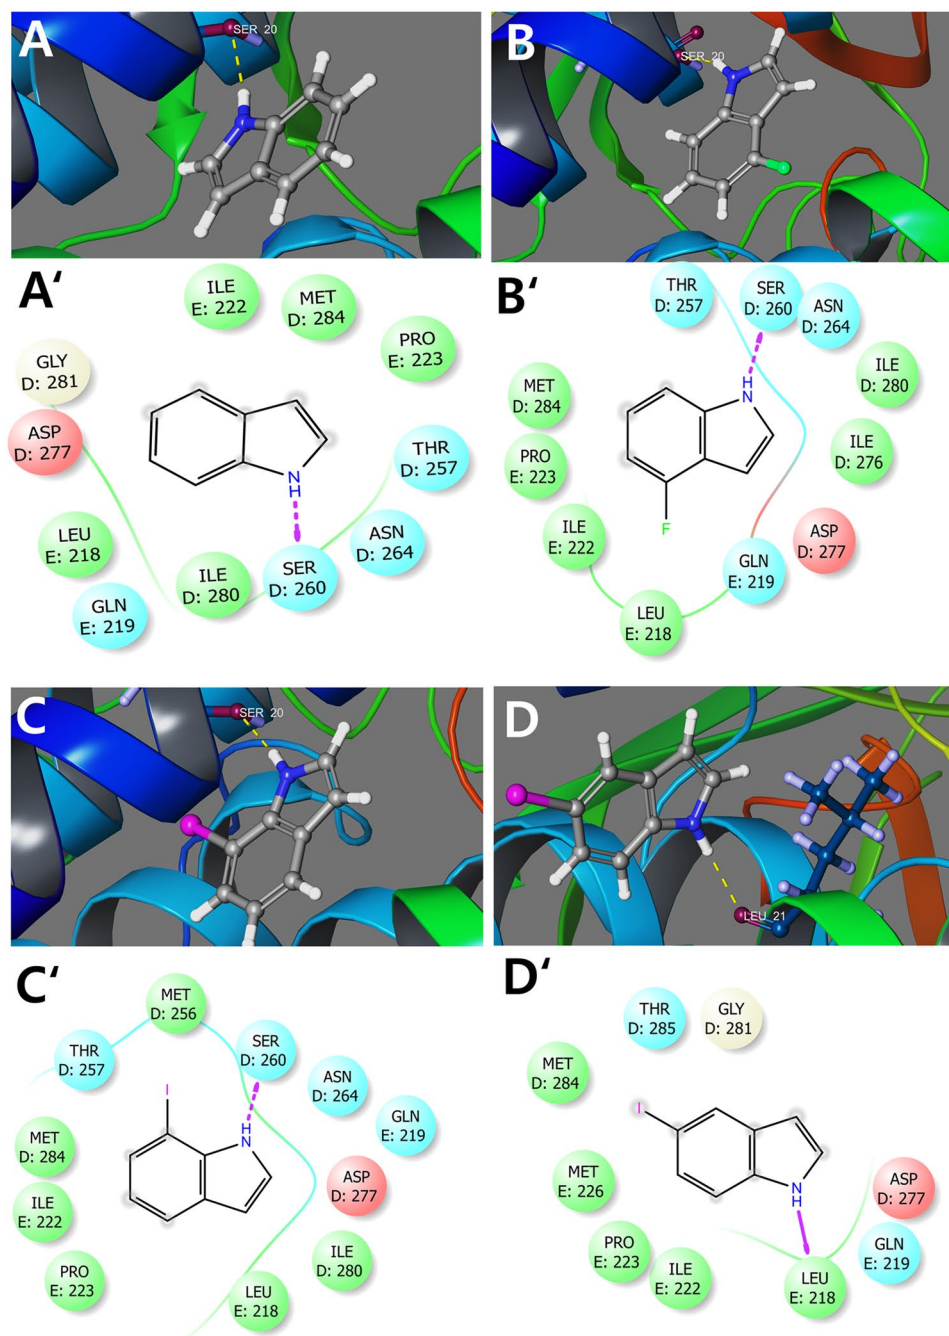 A
SER 20
B
SER 20
A'
ILE
E: 222
MET
D: 284
PRO
E: 223
GLY
D: 281
ASP
D: 277
THR
D: 257
LEU
E: 218
ASN
D: 264
ILE
D: 280
SER
D: 260
GLN
E: 219
N
H
B'
THR
D: 257
SER
D: 260
ASN
D: 264
ILE
D: 280
MET
D: 284
N
H
ILE
D: 276
PRO
E: 223
ILE
E: 222
F
ASP
D: 277
GLN
E: 219
LEU
E: 218
C
SER 20
D
LEU 21
C'
MET
D: 256
SER
D: 260
THR
D: 257
ASN
D: 264
I
N
H
GLN
E: 219
MET
D: 284
ASP
D: 277
ILE
E: 222
ILE
D: 280
PRO
E: 223
LEU
E: 218
D'
THR
D: 285
GLY
D: 281
MET
D: 284
I
MET
E: 226
NH
ASP
D: 277
PRO
E: 223
ILE
E: 222
GLN
E: 219
LEU
E: 218